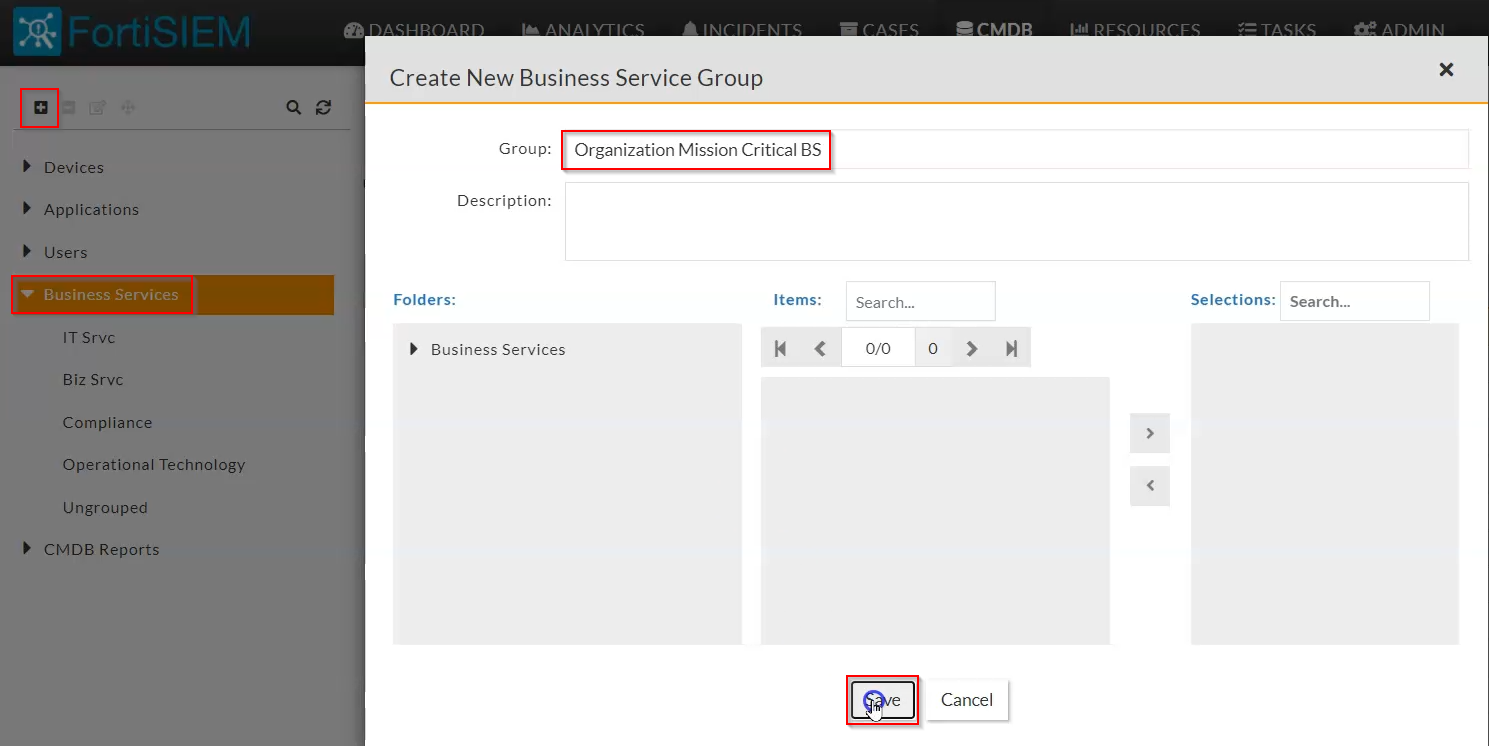 FortiSIEM
DASHBOARD ANALYTICS INCIDENTS CASES CMDB RESOURCES TASKS ADMIN
Create New Business Service Group
Group: Organization Mission Critical BS
Description:
Devices
Applications
Users
Business Services
IT Srvc
Biz Srvc
Compliance
Operational Technology
Ungrouped
CMDB Reports
Folders: Items: Search... Selections: Search...
Business Services
0/0 0
Save Cancel